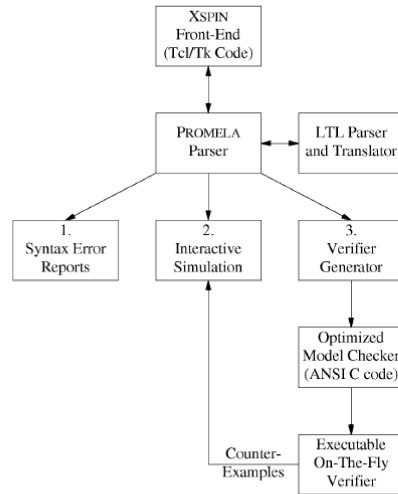 XSPIN
Front-End
(Tcl/Tk Code)
PROMELA
Parser
LTL Parser
and Translator
1.
Syntax Error
Reports
2.
Interactive
Simulation
3.
Verifier
Generator
Optimized
Model Checker
(ANSI C code)
Counter-
Examples
Executable
On-The-Fly
Verifier